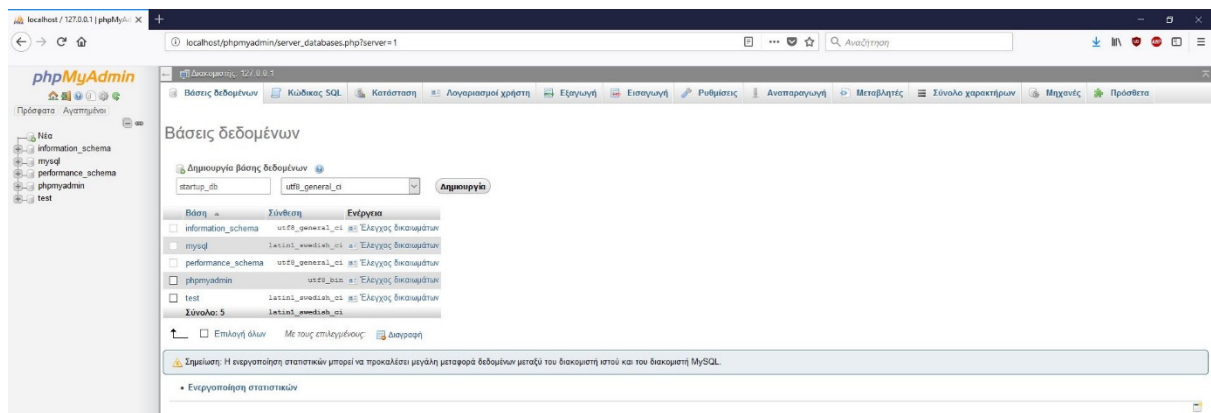 localhost / 127.0.0.1 | phpMyAd
localhost/phpmyadmin/server_databases.php?server=1
Αναζήτηση
phpMyAdmin
Πρόσφατα Αγαπημένα
Νέα
information_schema
mysql
performance_schema
phpmyadmin
test
Διακομιστής: 127.0.0.1
Βάσεις δεδομένων Κώδικας SQL Κατάσταση Λογαριασμοί χρήστη Εξαγωγή Εισαγωγή Ρυθμίσεις Αναπαραγωγή Μεταβλητές Σύνολο χαρακτήρων Μηχανές Πρόσθετα
Βάσεις δεδομένων
Δημιουργία βάσης δεδομένων
startup_db utf8_general_ci Δημιουργία
Βάση Σύνθεση Ενέργεια
information_schema utf8_general_ci Έλεγχος δικαιωμάτων
mysql latin1_swedish_ci Έλεγχος δικαιωμάτων
performance_schema utf8_general_ci Έλεγχος δικαιωμάτων
phpmyadmin utf8_bin Έλεγχος δικαιωμάτων
test latin1_swedish_ci Έλεγχος δικαιωμάτων
Σύνολο: 5 latin1_swedish_ci
Επιλογή όλων Με τους επιλεγμένους: Διαγραφή
Σημείωση: Η ενεργοποίηση στατιστικών μπορεί να προκαλέσει μεγάλη μεταφορά δεδομένων μεταξύ του διακομιστή ιστού και του διακομιστή MySQL.
• Ενεργοποίηση στατιστικών